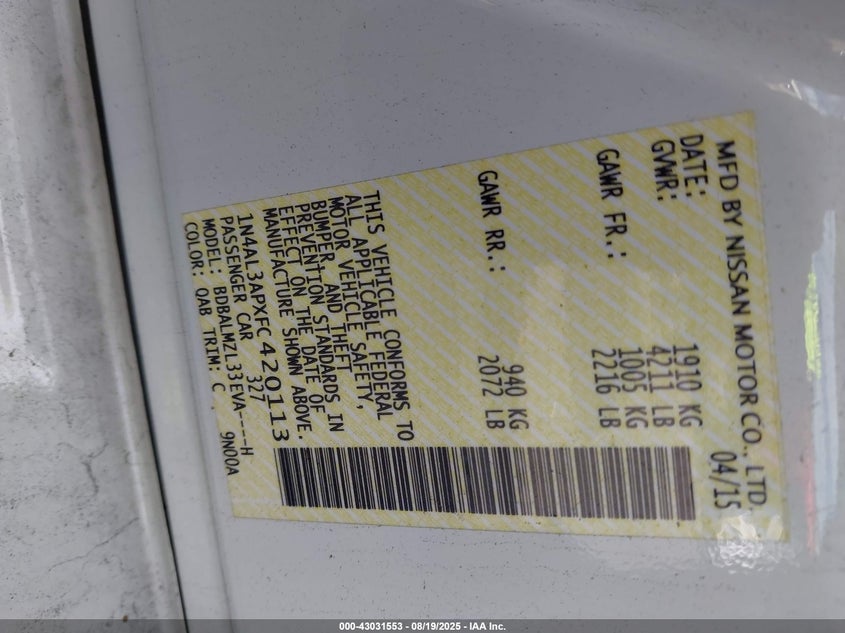 MFD BY NISSAN MOTOR CO., LTD
DATE: 04/15
GVWR: 1910 KG
4211 LB
GAWR FR.: 1005 KG
2216 LB
GAWR RR.: 940 KG
2072 LB
THIS VEHICLE CONFORMS TO
ALL APPLICABLE FEDERAL
MOTOR VEHICLE SAFETY,
BUMPER, AND THEFT
PREVENTION STANDARDS IN
EFFECT ON THE DATE OF
MANUFACTURE SHOWN ABOVE.
1N4AL3APXFC420113
PASSENGER CAR 327
MODEL: BDBALMZL33EVA----H
COLOR: QAB TRIM: C 9N00A
000-43031553 - 08/19/2025 - IAA Inc.